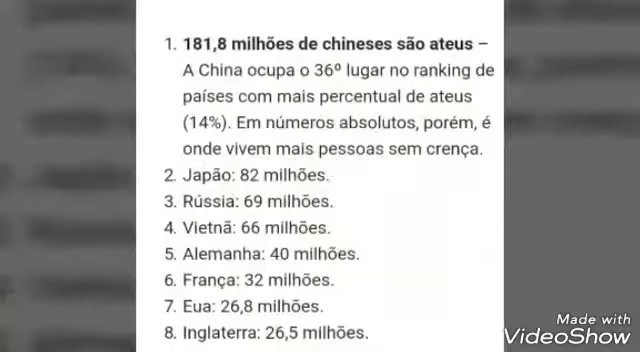 1. 181,8 milhões de chineses são ateus –
A China ocupa o 36º lugar no ranking de
países com mais percentual de ateus
(14%). Em números absolutos, porém, é
onde vivem mais pessoas sem crença.
2. Japão: 82 milhões.
3. Rússia: 69 milhões.
4. Vietnã: 66 milhões.
5. Alemanha: 40 milhões.
6. França: 32 milhões.
7. Eua: 26,8 milhões.
8. Inglaterra: 26,5 milhões.
Made with
VideoShow